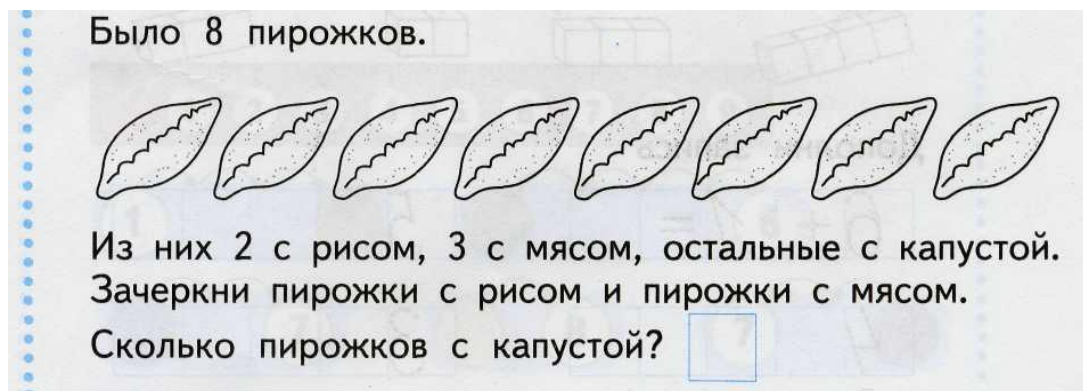 Было 8 пирожков.
Из них 2 с рисом, 3 с мясом, остальные с капустой.
Зачеркни пирожки с рисом и пирожки с мясом.
Сколько пирожков с капустой?